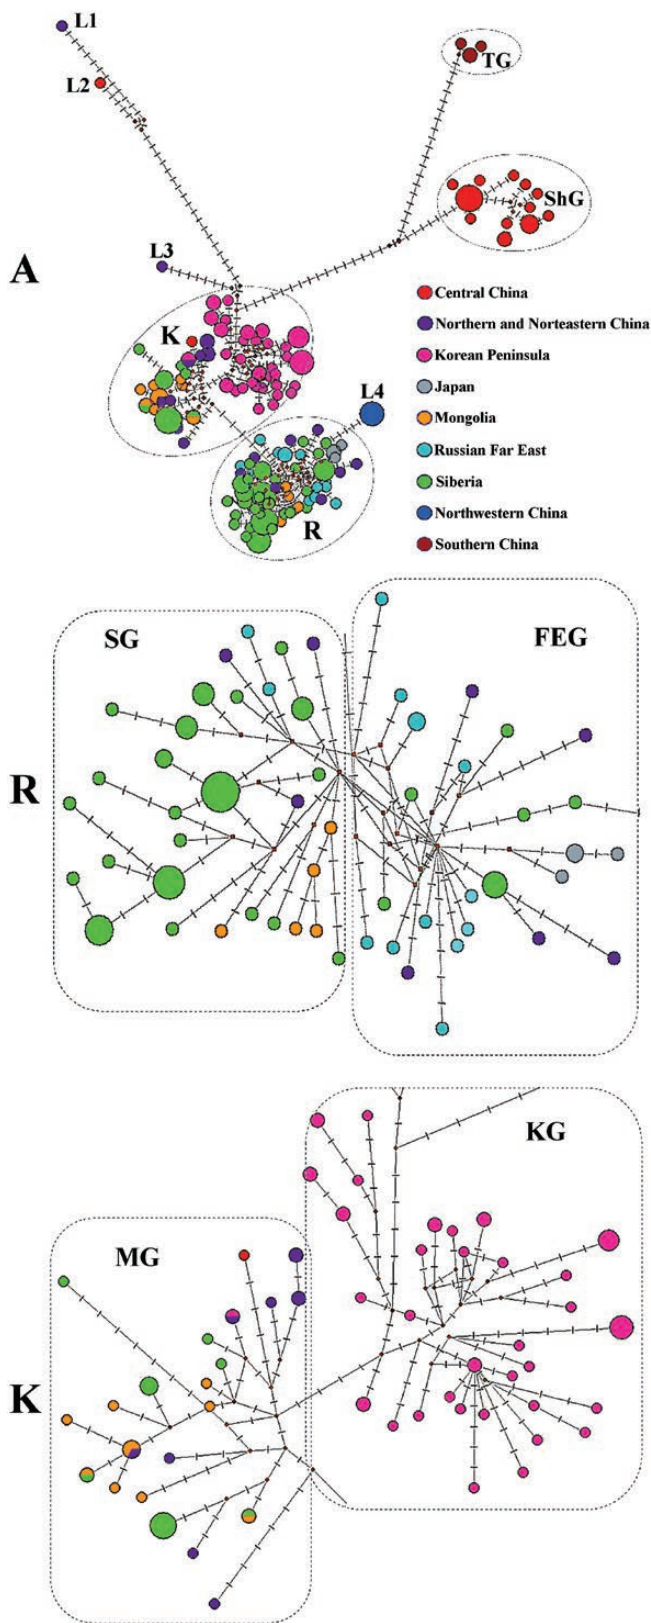 L1
L2
TG
ShG
L3
A
K
L4
R
Central China
Northern and Norteastern China
Korean Peninsula
Japan
Mongolia
Russian Far East
Siberia
Northwestern China
Southern China
SG
FEG
R
KG
MG
K